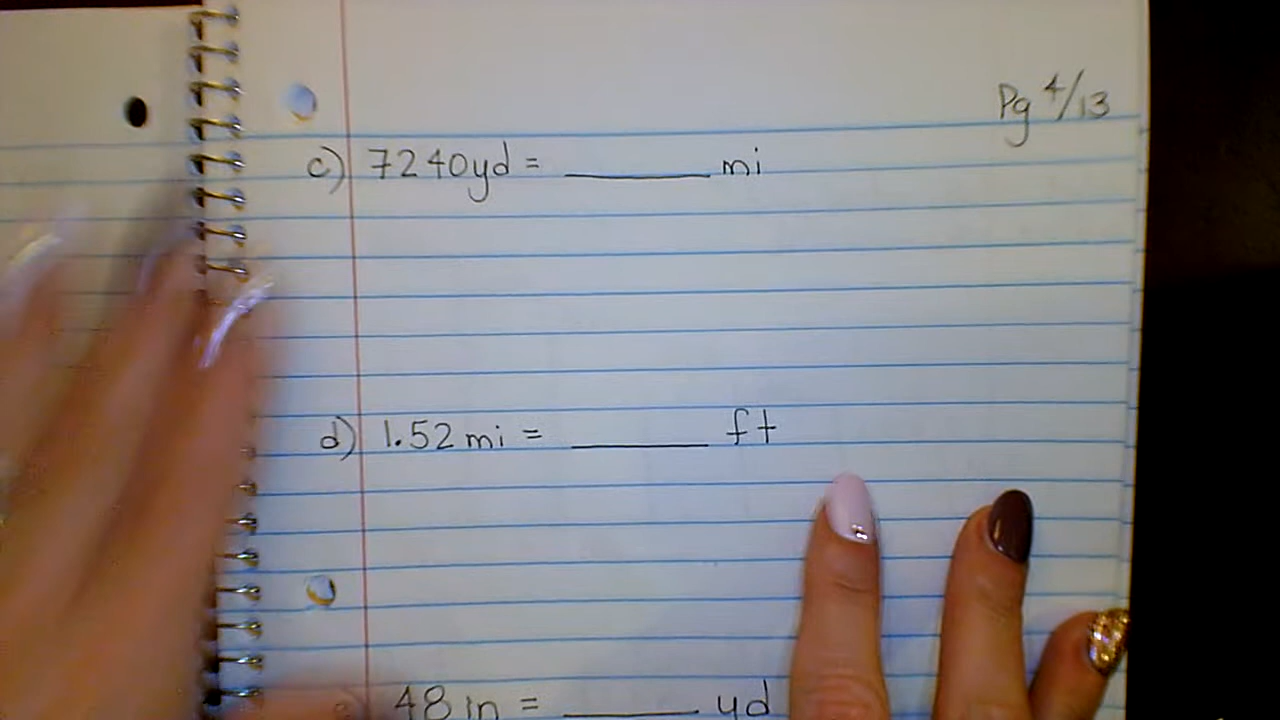 Pg 4/13
c) 7240yd = ______ mi
d) 1.52 mi = ______ ft
48 in = ______ yd